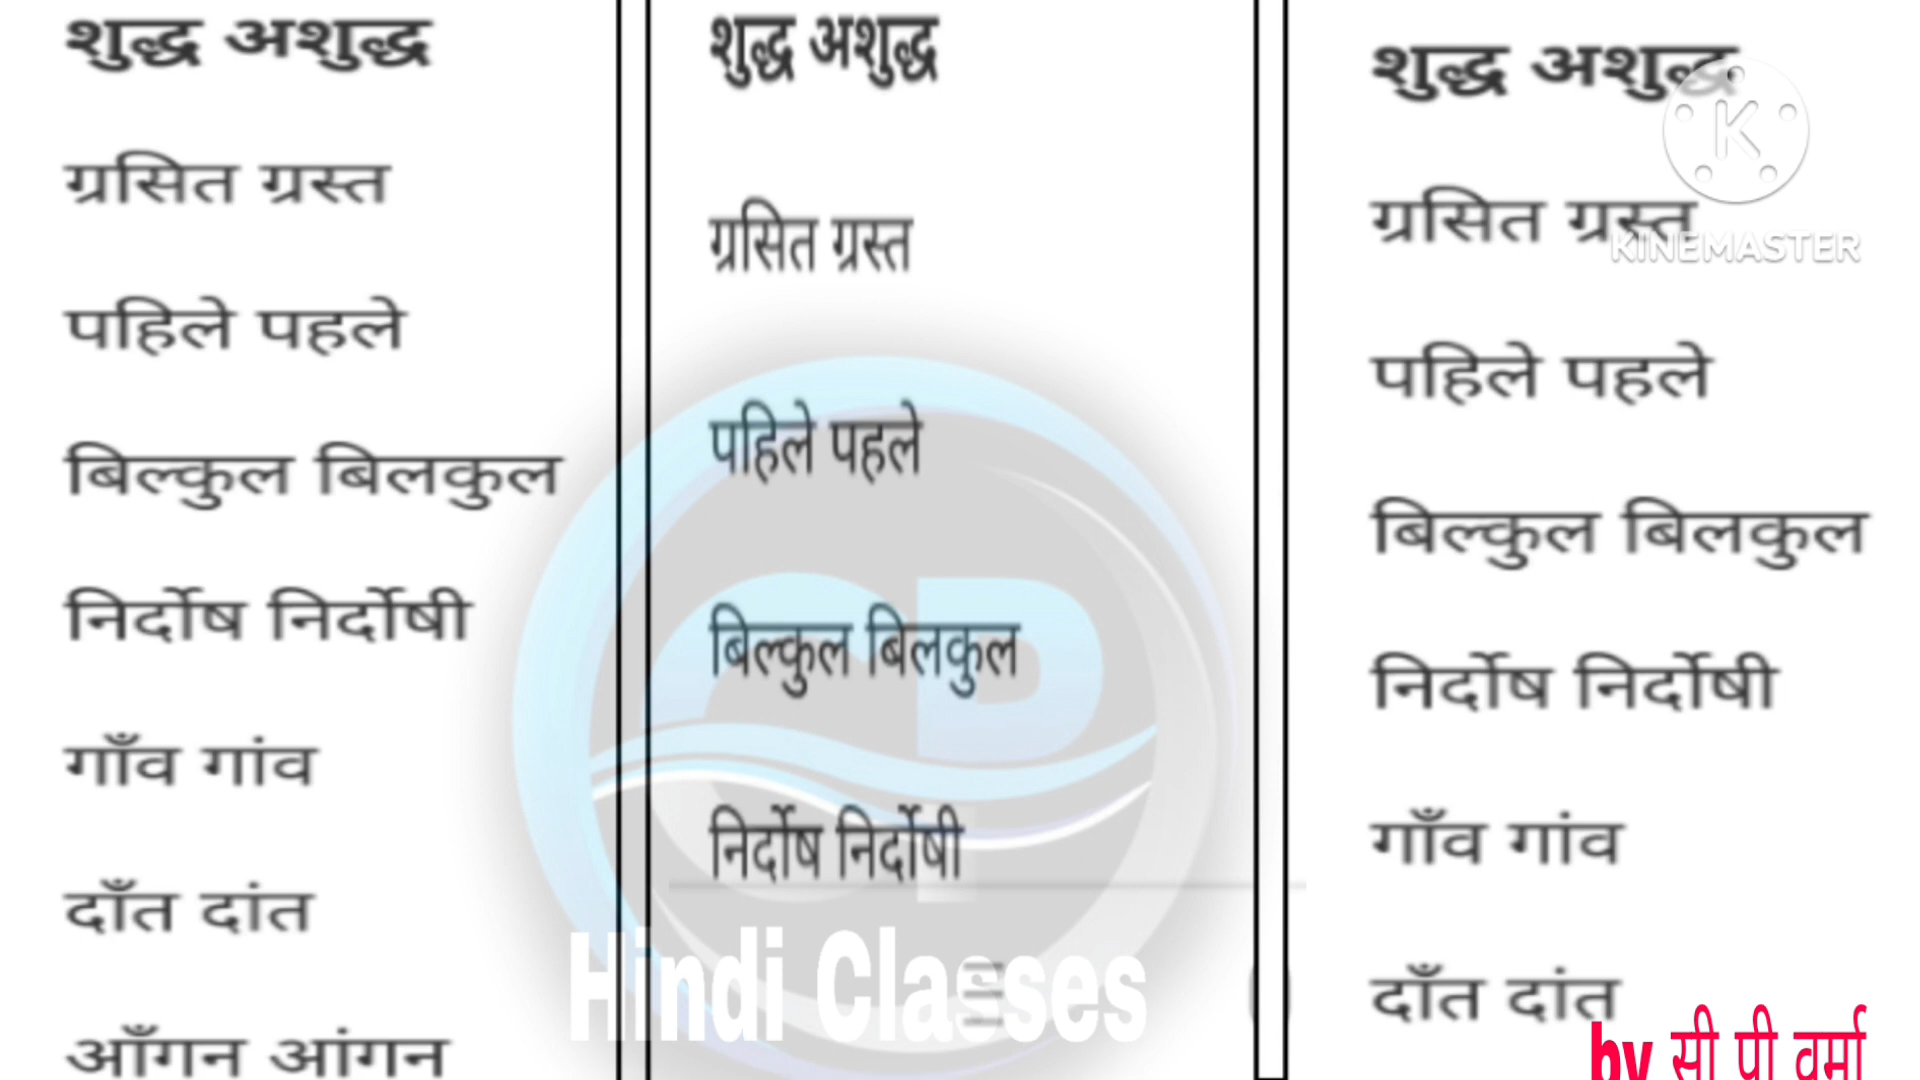 शुद्ध अशुद्ध
ग्रसित ग्रस्त
पहिले पहले
बिल्कुल बिलकुल
निर्दोष निर्दोषी
गाँव गांव
दाँत दांत
आँगन आंगन
शुद्ध अशुद्ध
ग्रसित ग्रस्त
पहिले पहले
बिल्कुल बिलकुल
निर्दोष निर्दोषी
CP
Hindi Classes
शुद्ध अशुद्ध
K
ग्रसित ग्रस्त
KINEMASTER
पहिले पहले
बिल्कुल बिलकुल
निर्दोष निर्दोषी
गाँव गांव
दाँत दांत
by सी पी वर्मा